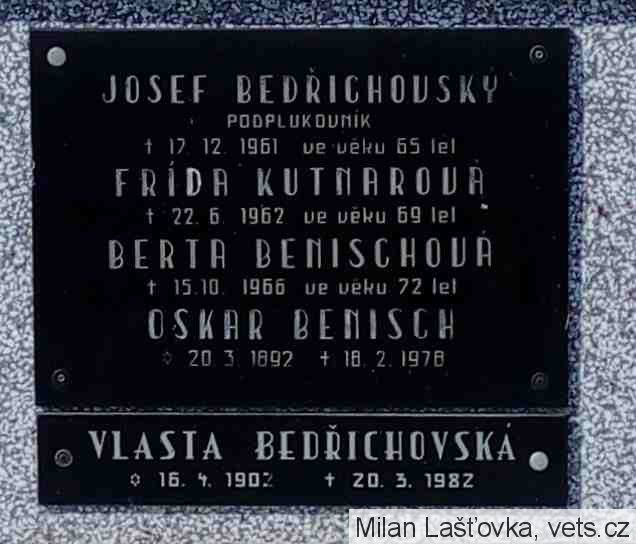 JOSEF BEDŘICHOVSKÝ
PODPLUKOVNÍK
† 17. 12. 1961 ve věku 65 let
FRÍDA KUTNAROVÁ
† 22. 6. 1962 ve věku 69 let
BERTA BENISCHOVÁ
† 15.10. 1966 ve věku 72 let
OSKAR BENISCH
☼ 20. 3. 1892 † 18. 2. 1978
VLASTA BEDŘICHOVSKÁ
☼ 16. 4. 1902 † 20. 3. 1982
Milan Lašťovka, vets.cz